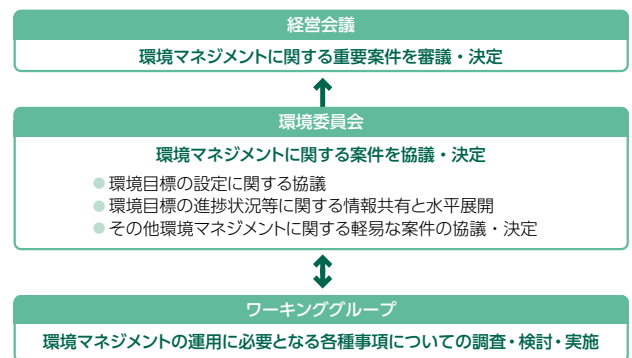 経営会議
環境マネジメントに関する重要案件を審議・決定
環境委員会
環境マネジメントに関する案件を協議・決定
●環境目標の設定に関する協議
●環境目標の進捗状況等に関する情報共有と水平展開
●その他環境マネジメントに関する軽易な案件の協議・決定
ワーキンググループ
環境マネジメントの運用に必要となる各種事項についての調査・検討・実施